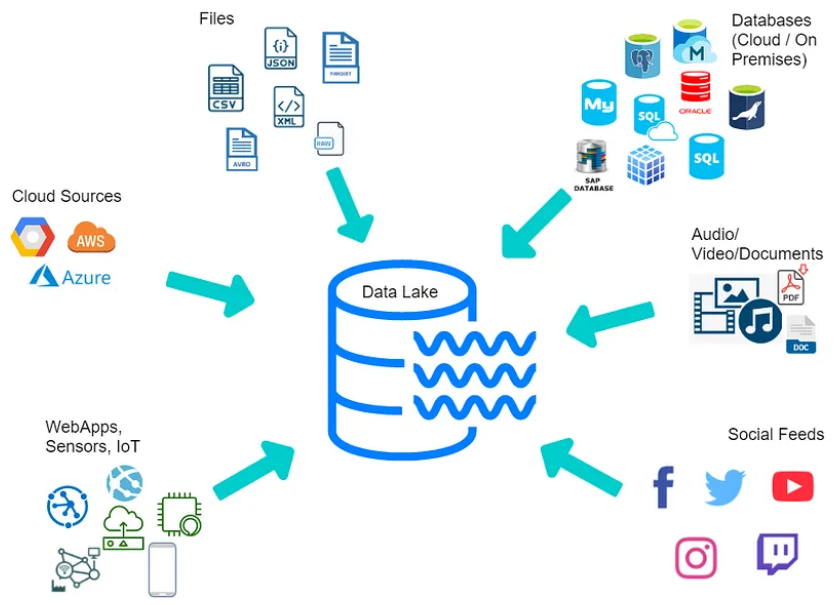 Files
{i}
JSON
PARQUET
CSV
</>
XML
AVRO
RAW
Databases
(Cloud / On
Premises)
M
My
SQL
ORACLE
SQL
SAP
DATABASE
Cloud Sources
AWS
Azure
Data Lake
Audio/
Video/Documents
PDF
DOC
WebApps,
Sensors, IoT
Social Feeds